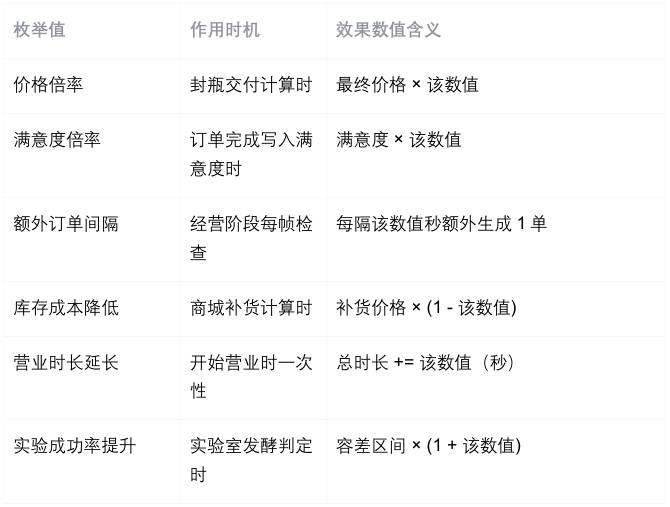 枚举值 作用时机 效果数值含义
价格倍率 封瓶交付计算时 最终价格 × 该数值
满意度倍率 订单完成写入满 满意度 × 该数值
意度时
额外订单间隔 经营阶段每帧检 每隔该数值秒额外生成 1 单
查
库存成本降低 商城补货计算时 补货价格 × (1 - 该数值)
营业时长延长 开始营业时一次 总时长 += 该数值（秒）
性
实验成功率提升 实验室发酵判定 容差区间 × (1 + 该数值)
时